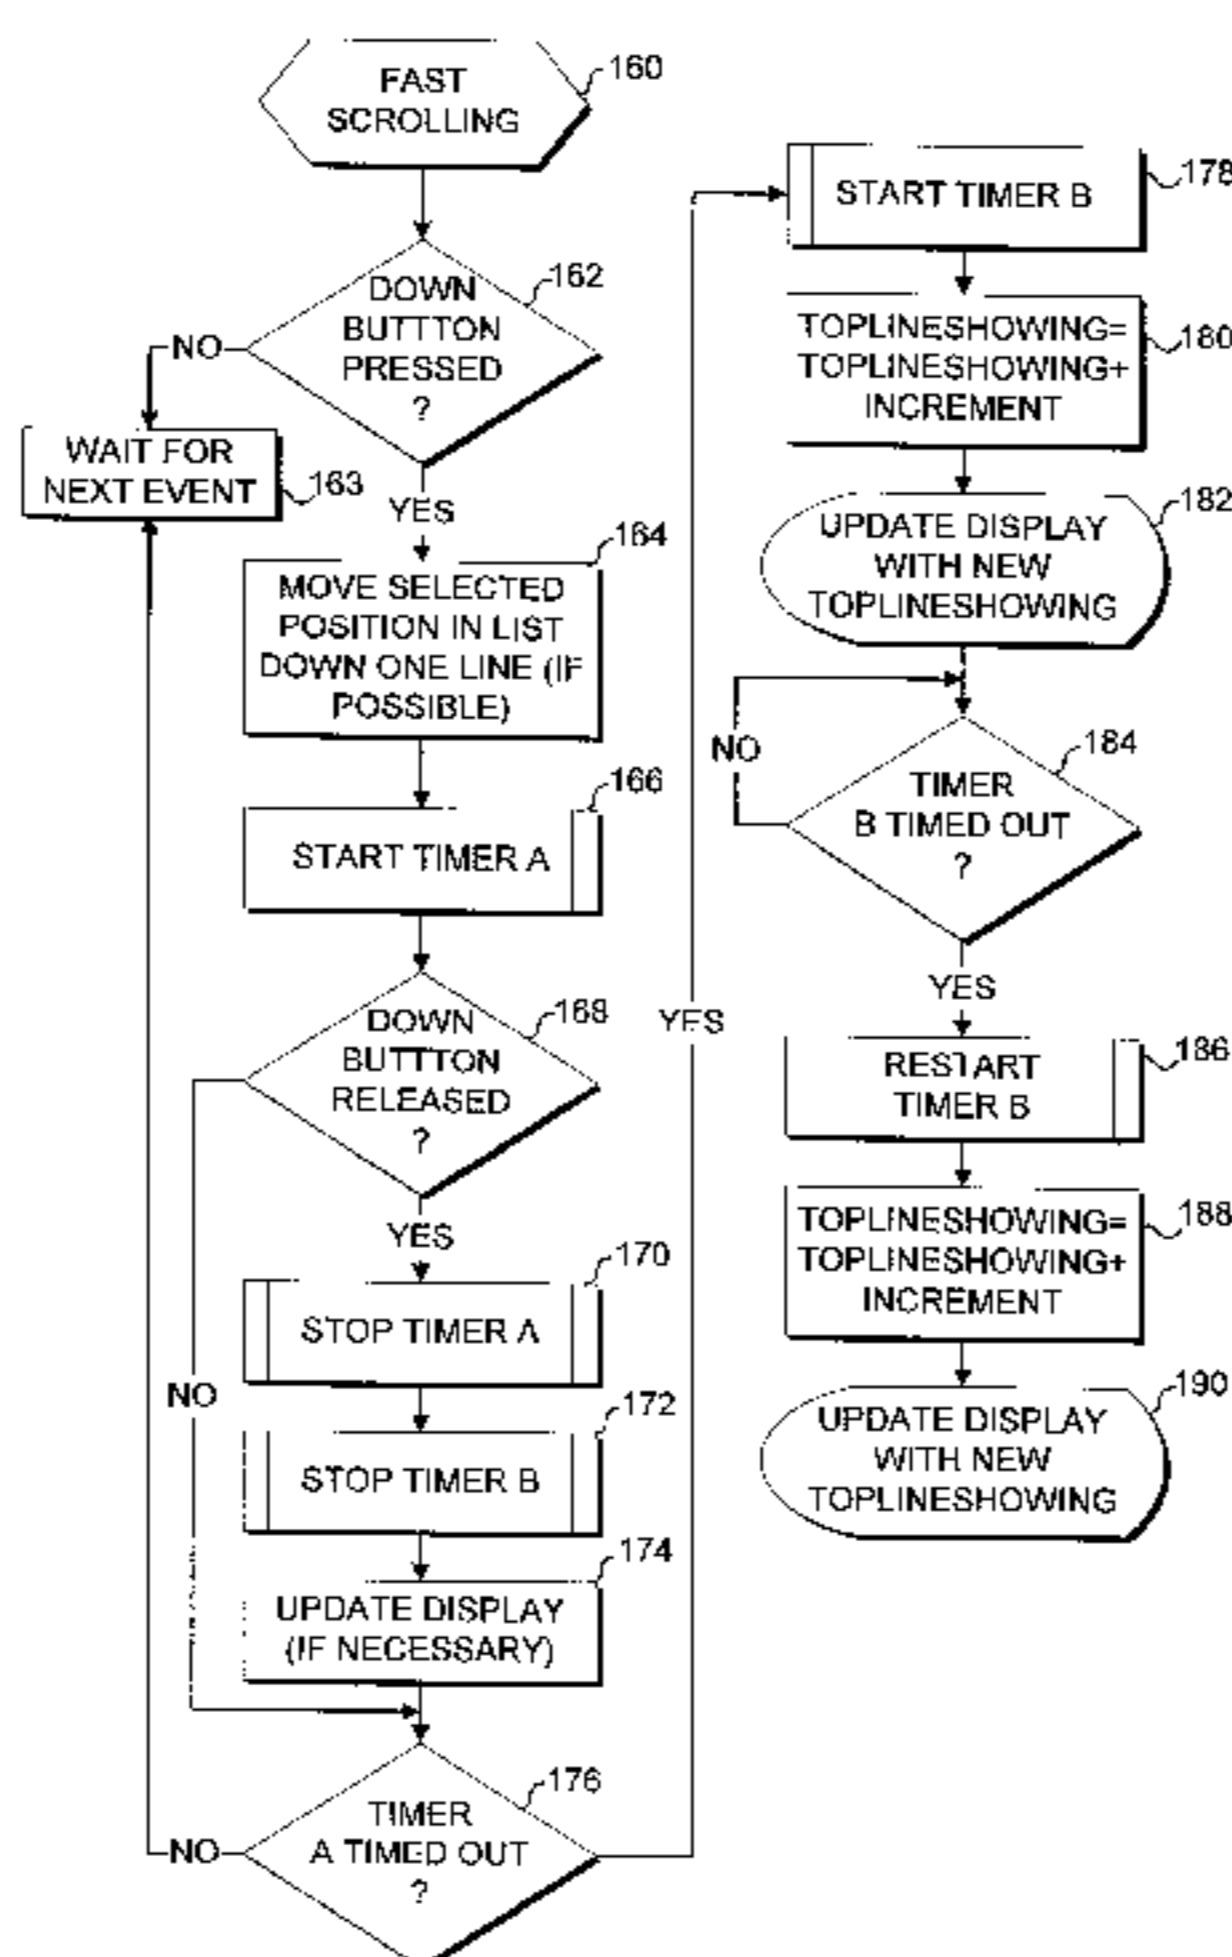 FAST
SCROLLING
160
DOWN
BUTTTON
PRESSED
?
162
NO
WAIT FOR
NEXT EVENT
163
YES
164
MOVE SELECTED
POSITION IN LIST
DOWN ONE LINE (IF
POSSIBLE)
166
START TIMER A
DOWN
BUTTTON
RELEASED
?
168
NO
YES
170
STOP TIMER A
172
STOP TIMER B
174
UPDATE DISPLAY
(IF NECESSARY)
176
TIMER
A TIMED OUT
?
NO
YES
START TIMER B
178
TOPLINESHOWING=
TOPLINESHOWING+
INCREMENT
180
UPDATE DISPLAY
WITH NEW
TOPLINESHOWING
182
NO
TIMER
B TIMED OUT
?
184
YES
RESTART
TIMER B
186
TOPLINESHOWING=
TOPLINESHOWING+
INCREMENT
188
UPDATE DISPLAY
WITH NEW
TOPLINESHOWING
190